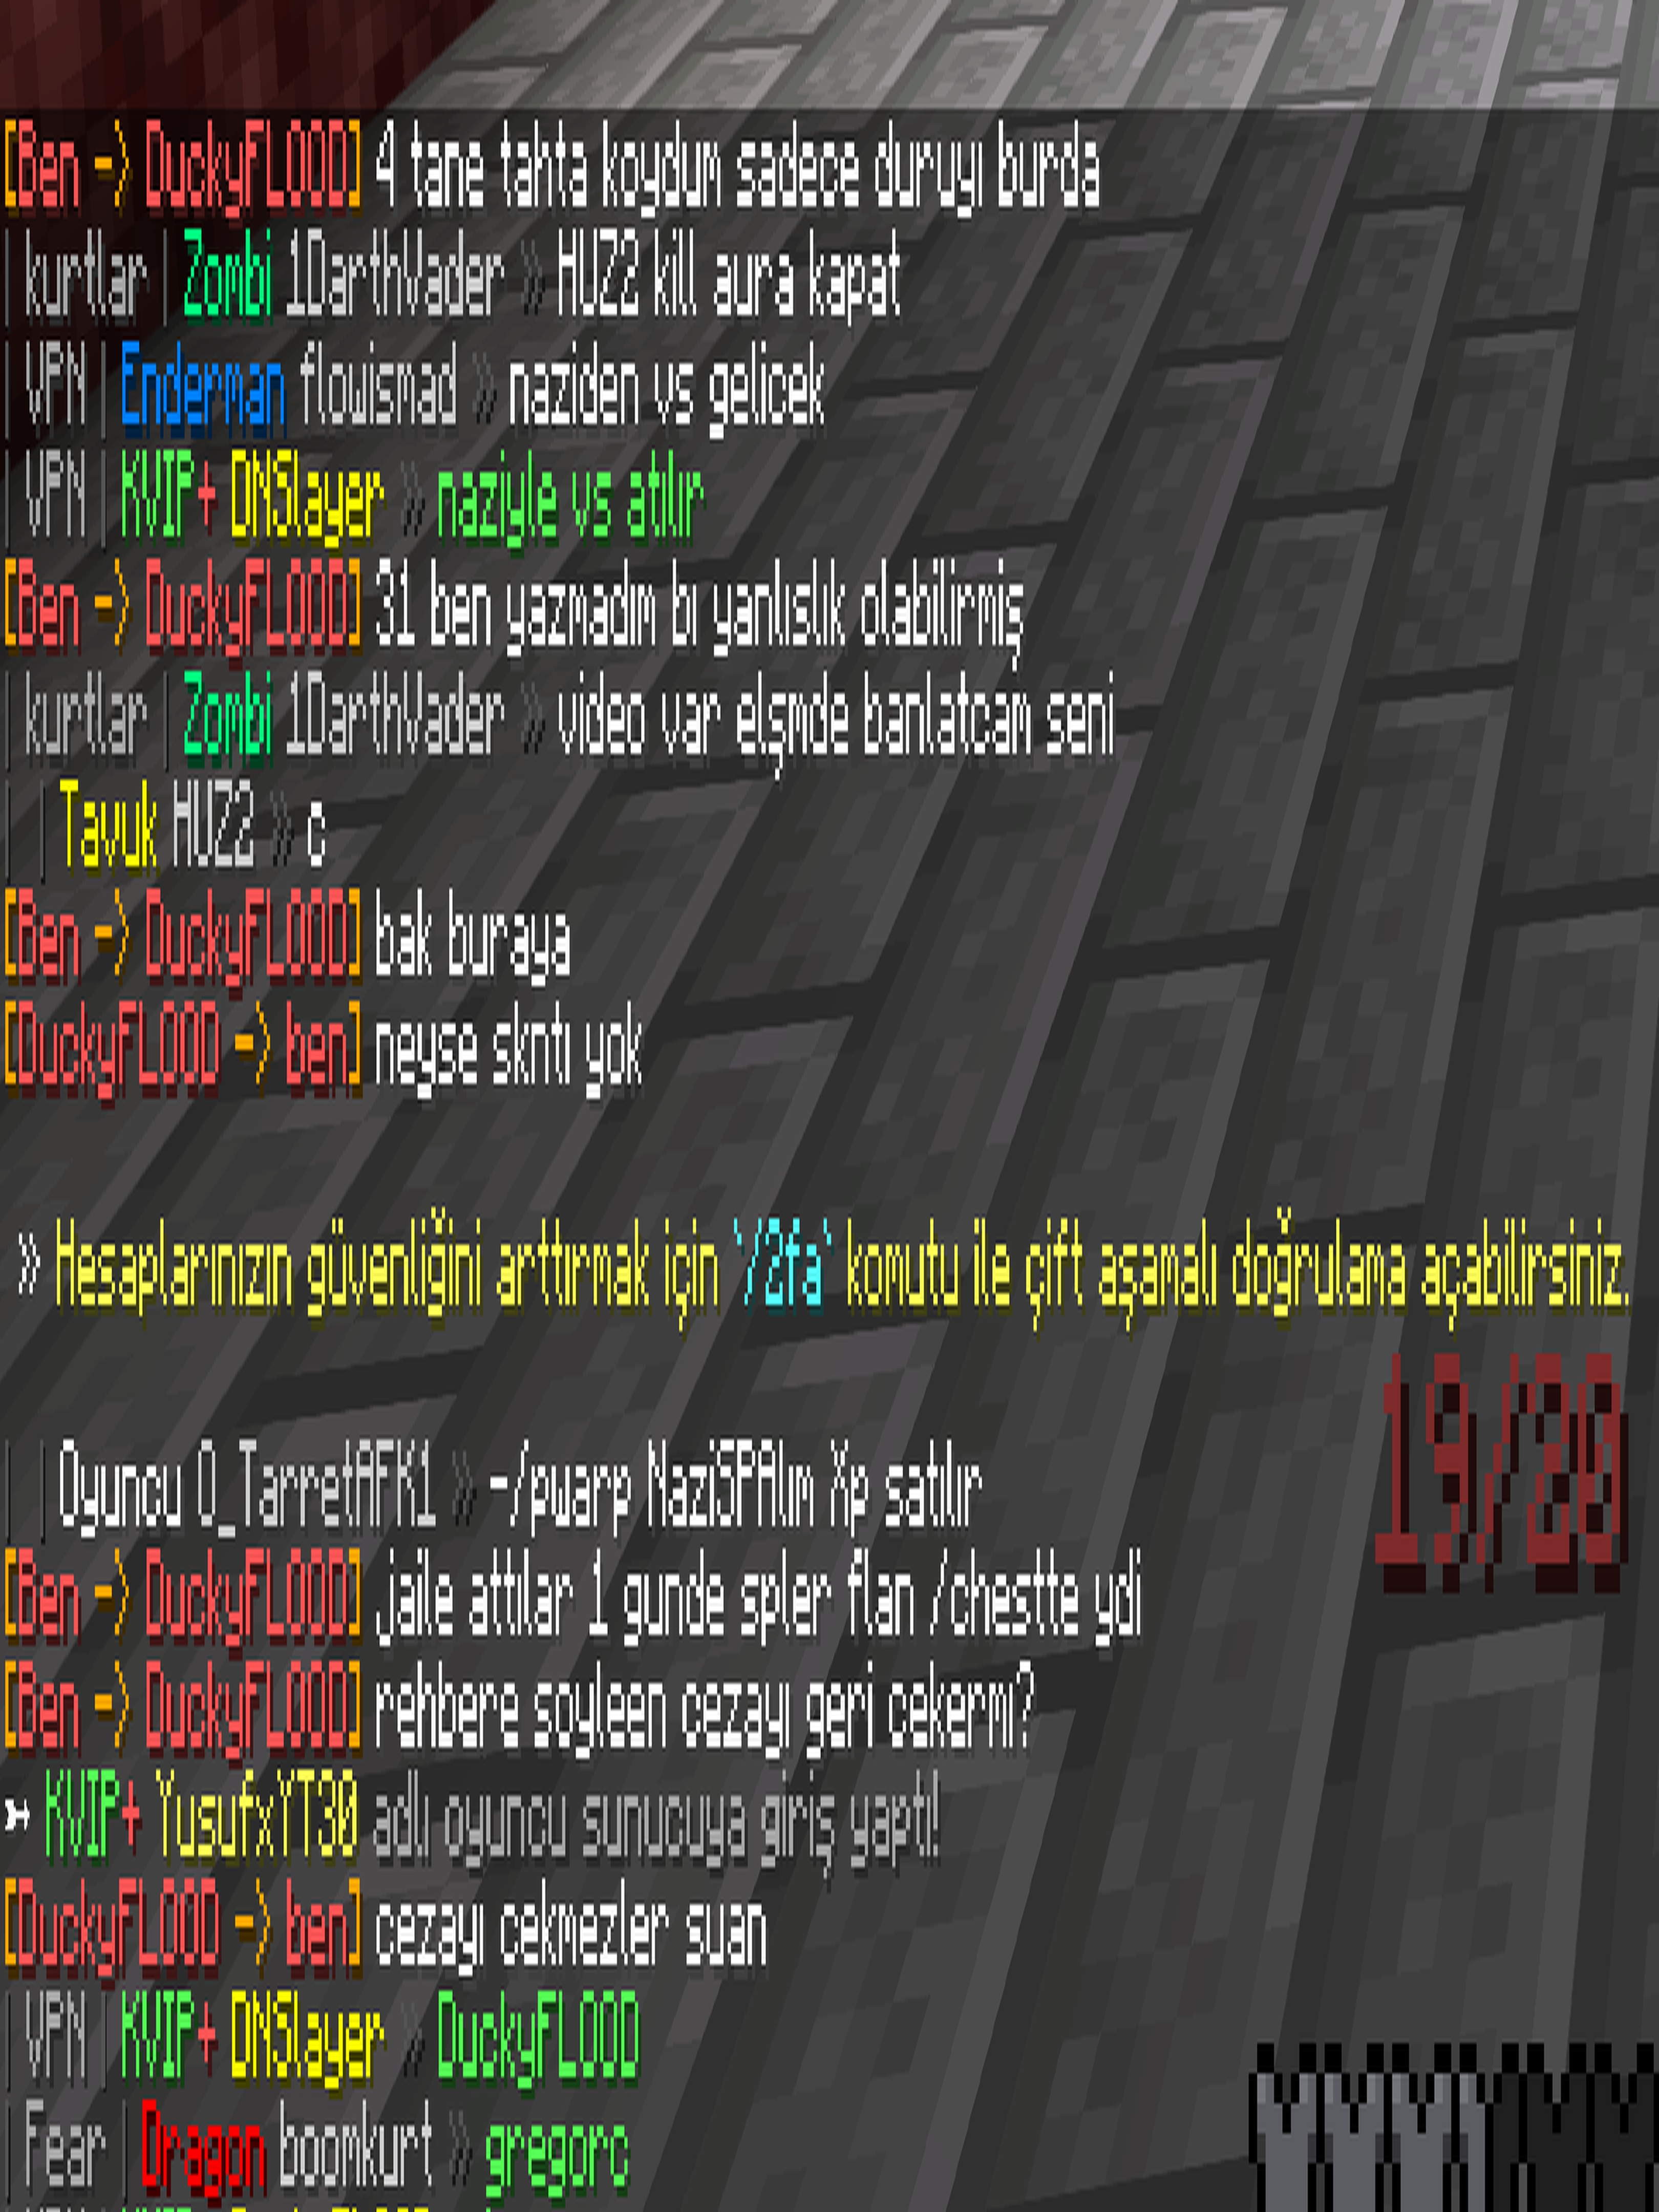 [Ben -> DuckyFLOOD] 4 tane tahta koydum sadece duruyı burda
| kurtlar | Zombi 1DarthVader » HUZ2 kill aura kapat
| VPN | Enderman flowismad » naziden vs gelicek
| VPN | KVIP+ DNSlayer » naziyle vs atılır
[Ben -> DuckyFLOOD] 31 ben yazmadım bı yanlıslık olabilirmiş
| kurtlar | Zombi 1DarthVader » video var elşmde banlatcam seni
| | Tavuk HUZ2 » c
[Ben -> DuckyFLOOD] bak buraya
[DuckyFLOOD -> ben] neyse skntı yok
» Hesaplarınızın güvenliğini arttırmak için `/2fa` komutu ile çift aşamalı doğrulama açabilirsiniz.
19/20
| | Oyuncu O_TarretAFK1 » -/pwarp NaziSPAlım Xp satılır
[Ben -> DuckyFLOOD] jaile attılar 1 gunde spler flan /chestte ydi
[Ben -> DuckyFLOOD] rehbere soyleen cezayı geri cekermi?
➳ KVIP+ YusufxYT30 adlı oyuncu sunucuya giriş yaptı!
[DuckyFLOOD -> ben] cezayı cekmezler suan
| VPN | KVIP+ DNSlayer » DuckyFLOOD
| Fear | Dragon boomkurt » gregorc